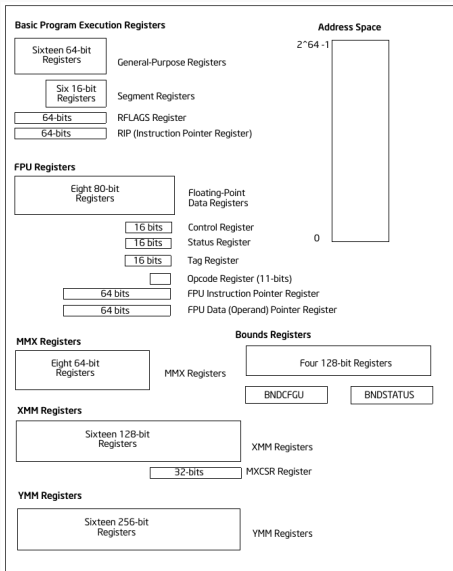 Basic Program Execution Registers
Address Space
2^64 -1
Sixteen 64-bit
Registers
General-Purpose Registers
Six 16-bit
Registers
Segment Registers
64-bits
RFLAGS Register
64-bits
RIP (Instruction Pointer Register)
FPU Registers
Eight 80-bit
Registers
Floating-Point
Data Registers
16 bits
Control Register
16 bits
Status Register
0
16 bits
Tag Register
Opcode Register (11-bits)
64 bits
FPU Instruction Pointer Register
64 bits
FPU Data (Operand) Pointer Register
MMX Registers
Eight 64-bit
Registers
MMX Registers
Bounds Registers
Four 128-bit Registers
BNDCFGU
BNDSTATUS
XMM Registers
Sixteen 128-bit
Registers
XMM Registers
32-bits
MXCSR Register
YMM Registers
Sixteen 256-bit
Registers
YMM Registers